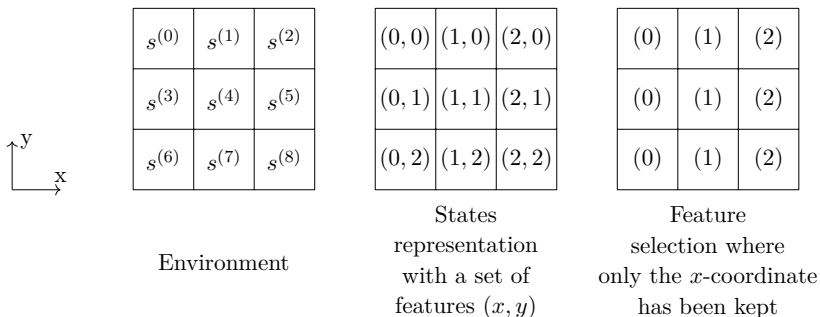 s^{(0)} s^{(1)} s^{(2)}
s^{(3)} s^{(4)} s^{(5)}
s^{(6)} s^{(7)} s^{(8)}
y
x
Environment
(0, 0) (1, 0) (2, 0)
(0, 1) (1, 1) (2, 1)
(0, 2) (1, 2) (2, 2)
States
representation
with a set of
features (x, y)
(0) (1) (2)
(0) (1) (2)
(0) (1) (2)
Feature
selection where
only the x-coordinate
has been kept